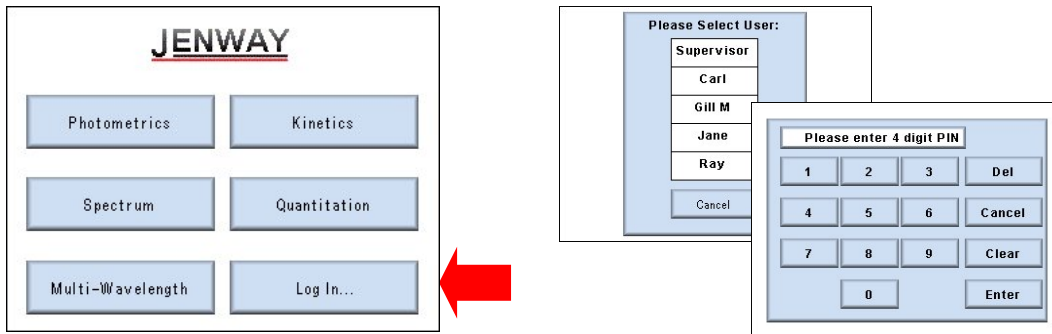 JENWAY
Photometrics Kinetics
Spectrum Quantitation
Multi-Wavelength Log In...
Please Select User:
Supervisor
Carl
Gill M
Jane
Ray
Cancel
Please enter 4 digit PIN
1 2 3 Del
4 5 6 Cancel
7 8 9 Clear
0 Enter